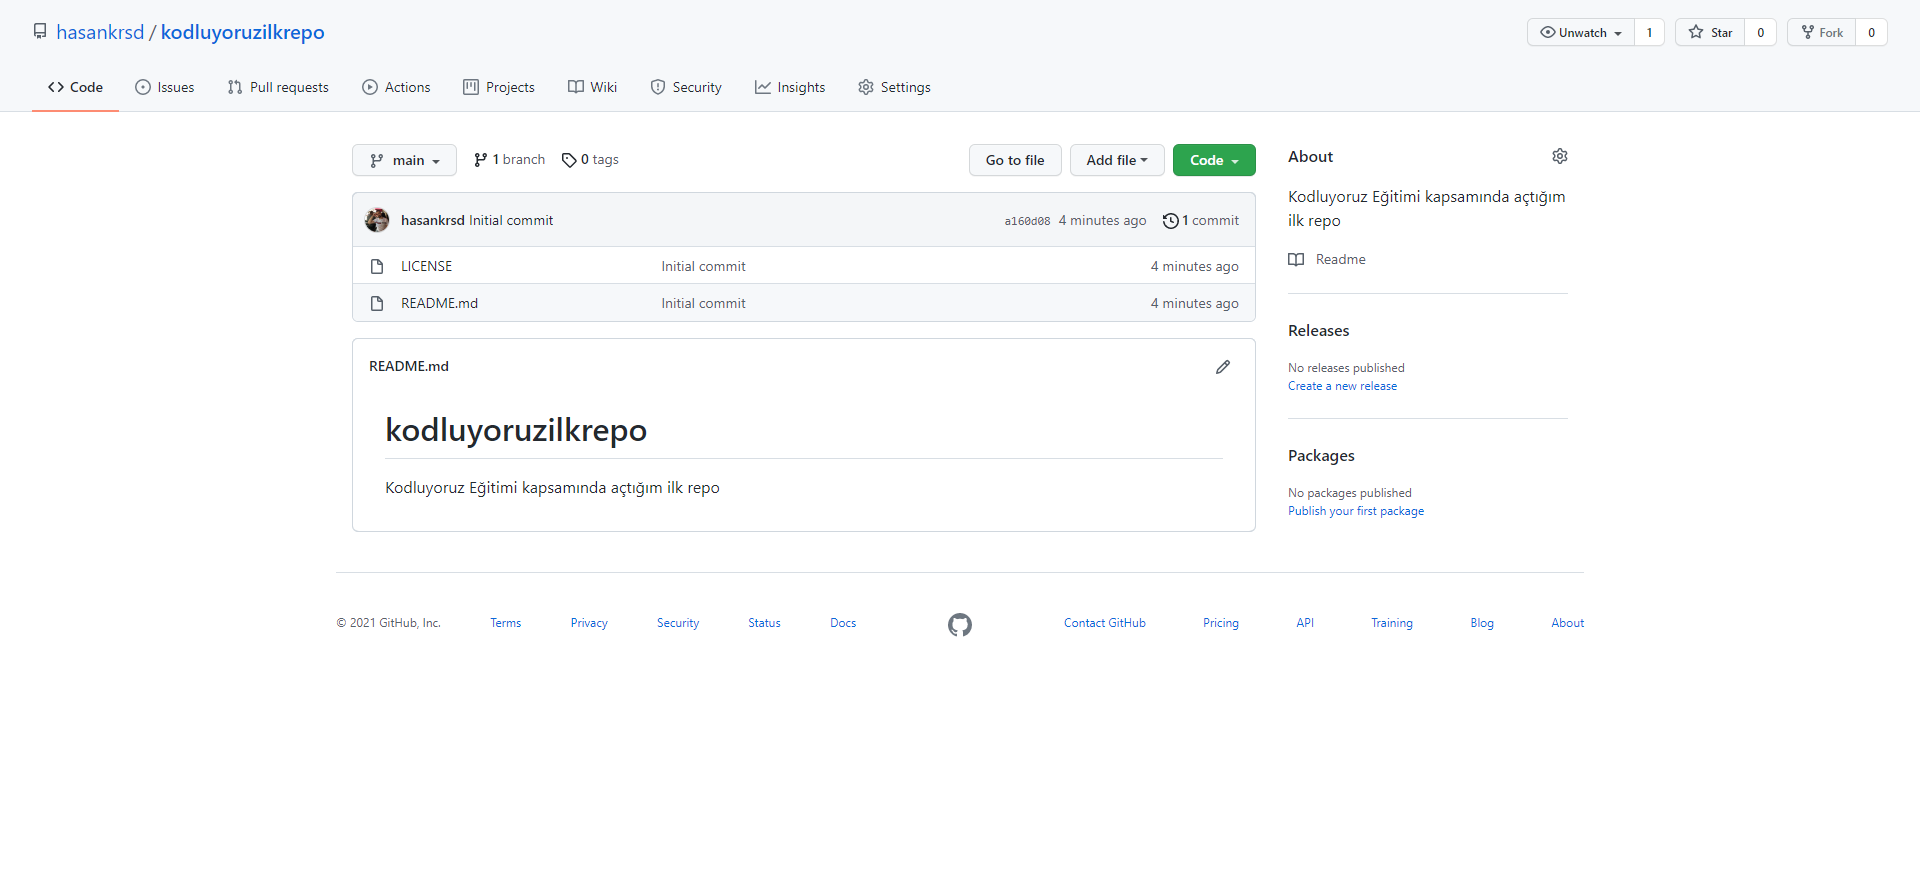 hasankrsd / kodluyoruzilkrepo
Unwatch 1 Star 0 Fork 0
Code Issues Pull requests Actions Projects Wiki Security Insights Settings
main 1 branch 0 tags Go to file Add file Code
hasankrsd Initial commit a160d08 4 minutes ago 1 commit
LICENSE Initial commit 4 minutes ago
README.md Initial commit 4 minutes ago
README.md
kodluyoruzilkrepo
Kodluyoruz Eğitimi kapsamında açtığım ilk repo
About
Kodluyoruz Eğitimi kapsamında açtığım
ilk repo
Readme
Releases
No releases published
Create a new release
Packages
No packages published
Publish your first package
© 2021 GitHub, Inc. Terms Privacy Security Status Docs Contact GitHub Pricing API Training Blog About